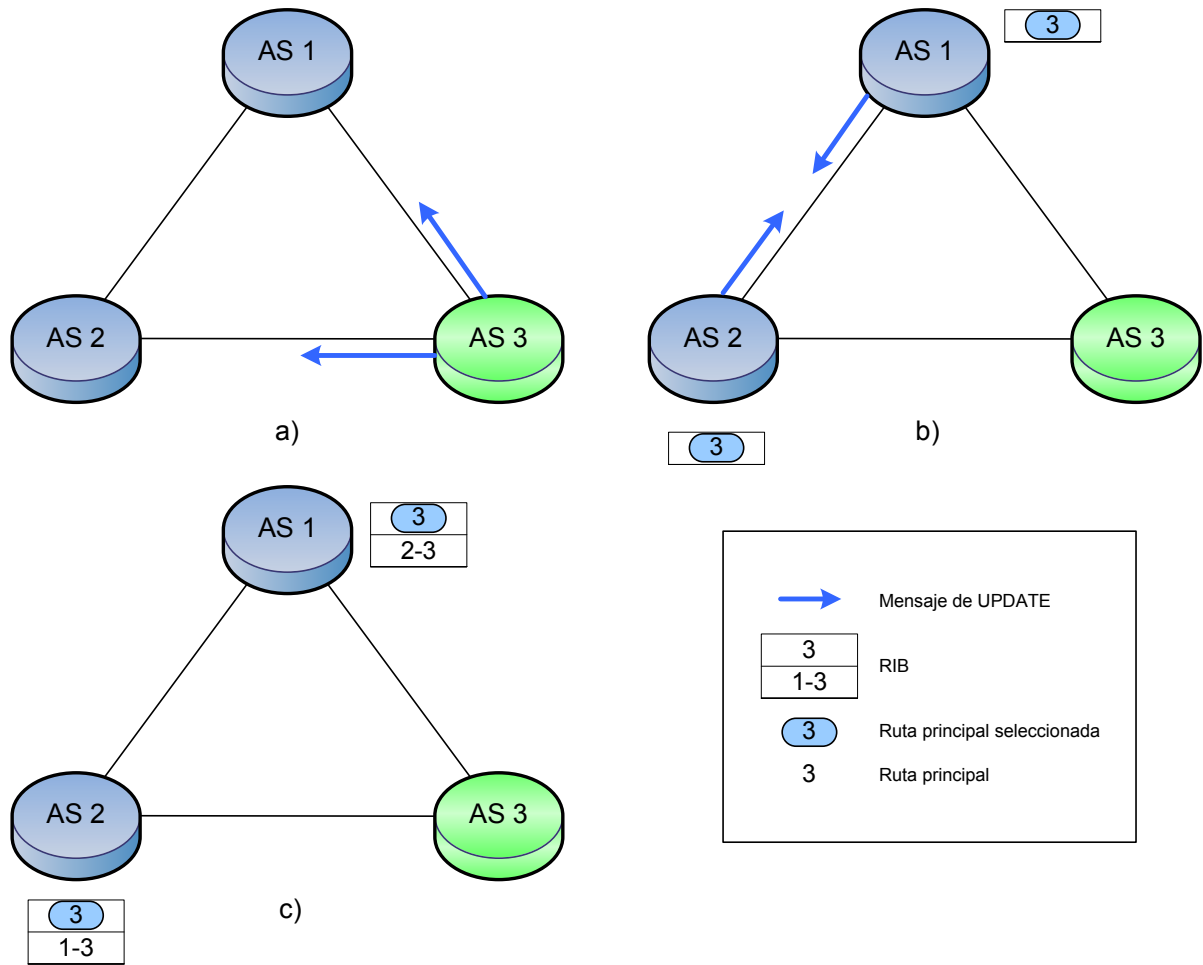 AS 1
AS 2
AS 3
a)
AS 1
3
AS 2
AS 3
3
b)
AS 1
3
2-3
AS 2
AS 3
3
1-3
c)
Mensaje de UPDATE
3
1-3
RIB
3
Ruta principal seleccionada
3
Ruta principal